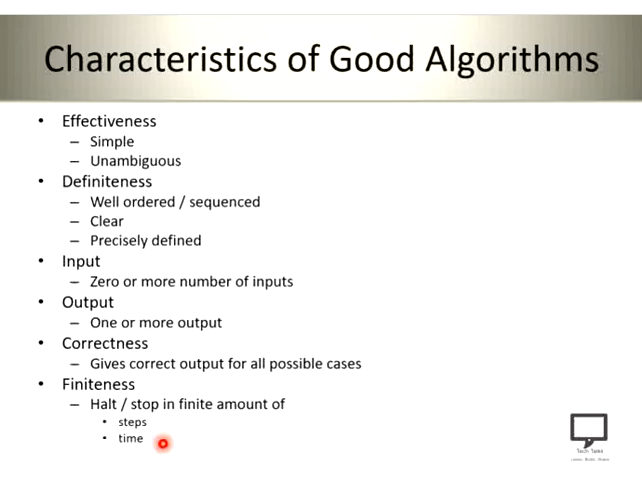 Characteristics of Good Algorithms
• Effectiveness
– Simple
– Unambiguous
• Definiteness
– Well ordered / sequenced
– Clear
– Precisely defined
• Input
– Zero or more number of inputs
• Output
– One or more output
• Correctness
– Gives correct output for all possible cases
• Finiteness
– Halt / stop in finite amount of
• steps
• time
Tech Talks